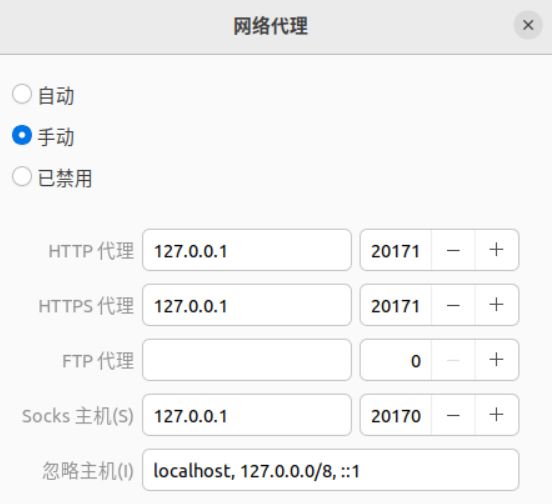 网络代理
自动
手动
已禁用
HTTP 代理 127.0.0.1 20171
HTTPS 代理 127.0.0.1 20171
FTP 代理 0
Socks 主机(S) 127.0.0.1 20170
忽略主机(I) localhost, 127.0.0.0/8, ::1